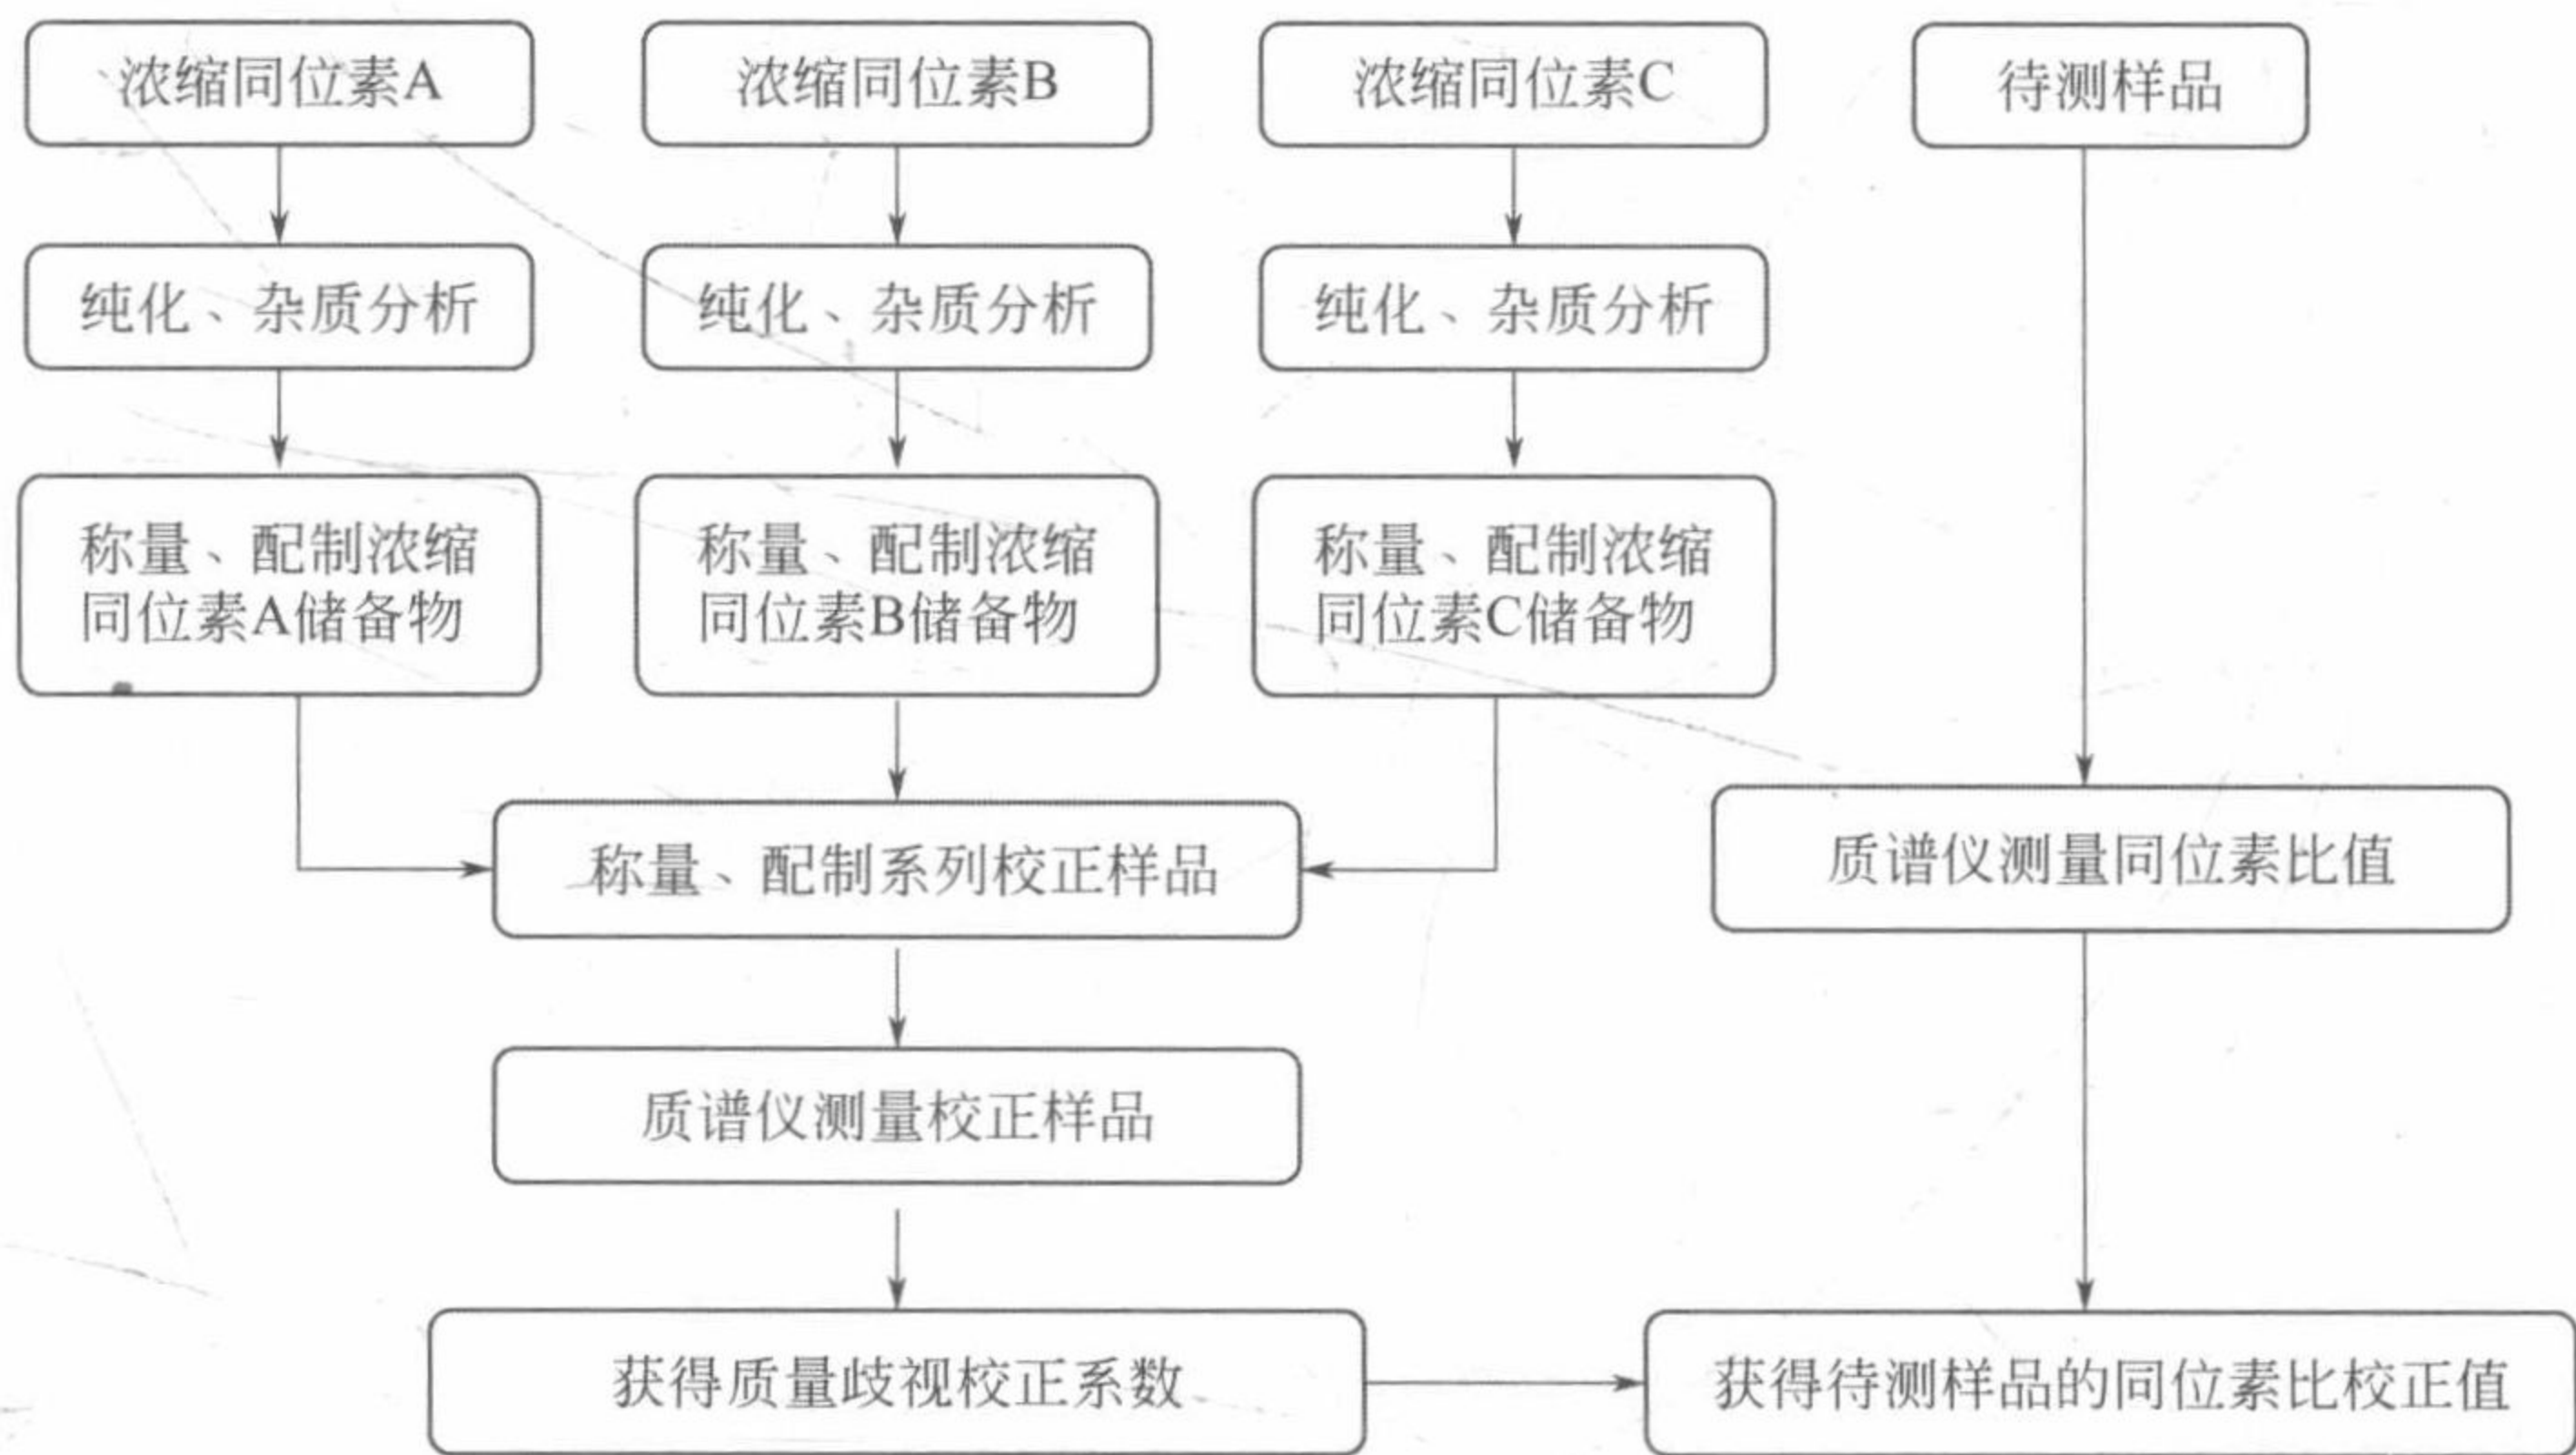 浓缩同位素A
浓缩同位素B
浓缩同位素C
待测样品
纯化、杂质分析
纯化、杂质分析
纯化、杂质分析
称量、配制浓缩
同位素A储备物
称量、配制浓缩
同位素B储备物
称量、配制浓缩
同位素C储备物
称量、配制系列校正样品
质谱仪测量同位素比值
质谱仪测量校正样品
获得质量歧视校正系数
获得待测样品的同位素比校正值